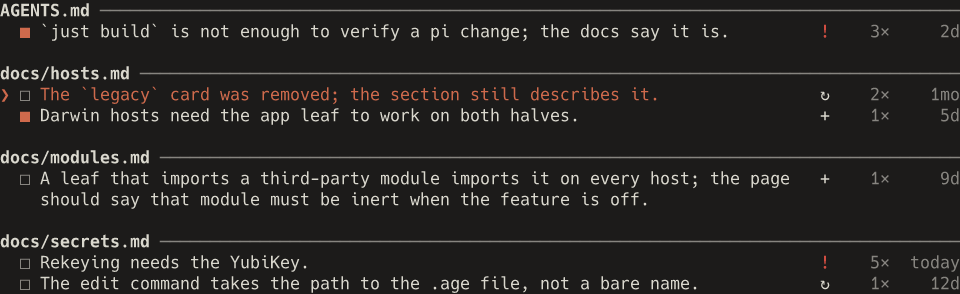 AGENTS.md
■ `just build` is not enough to verify a pi change; the docs say it is. ! 3× 2d
docs/hosts.md
❯ □ The `legacy` card was removed; the section still describes it. ↻ 2× 1mo
■ Darwin hosts need the app leaf to work on both halves. + 1× 5d
docs/modules.md
□ A leaf that imports a third-party module imports it on every host; the page + 1× 9d
should say that module must be inert when the feature is off.
docs/secrets.md
□ Rekeying needs the YubiKey. ! 5× today
□ The edit command takes the path to the .age file, not a bare name. ↻ 1× 12d